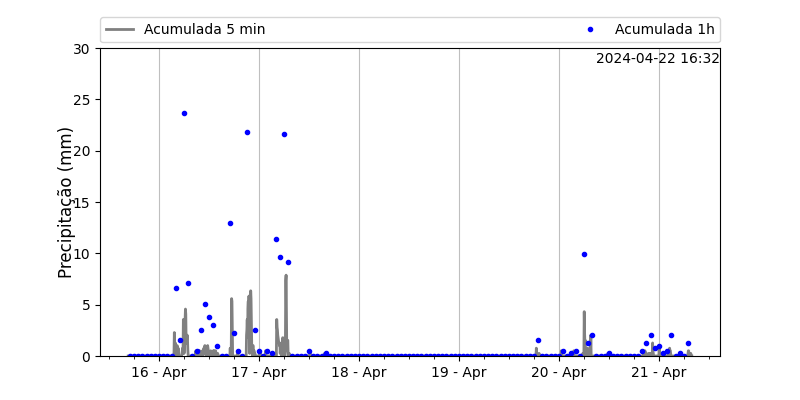 Acumulada 5 min
Acumulada 1h
2024-04-22 16:32
Precipitação (mm)
30
25
20
15
10
5
0
16 - Apr
17 - Apr
18 - Apr
19 - Apr
20 - Apr
21 - Apr